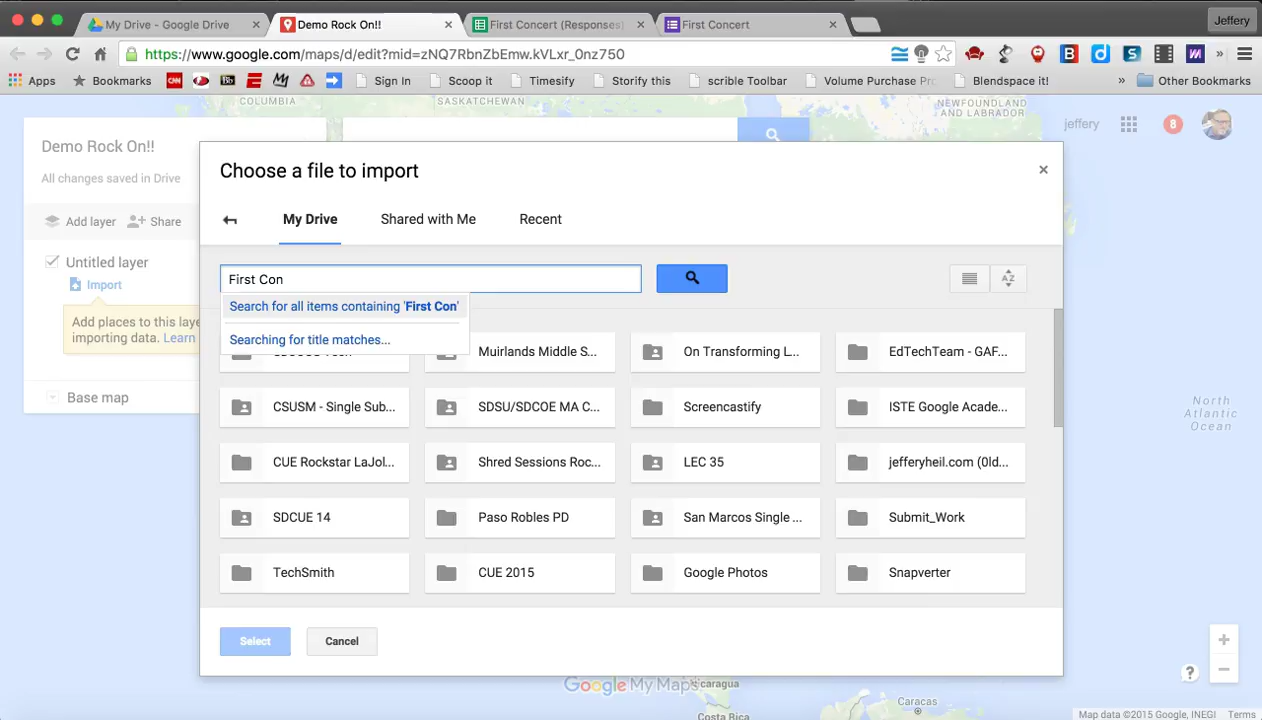 My Drive - Google Drive
Demo Rock On!!
First Concert (Responses)
First Concert
Jeffery
https://www.google.com/maps/d/edit?mid=zNQ7RbnZbEmw.kVLxr_0nz750
Apps
Bookmarks
CNN
Sign In
Scoop it
Timesify
Storify this
Scrible Toolbar
Volume Purchase Pro
Blendspace it!
»
Other Bookmarks
COLUMBIA
SASKATCHEWAN
NEWFOUNDLAND
AND LABRADOR
Demo Rock On!!
All changes saved in Drive
jeffery
8
Add layer
Share
Untitled layer
Import
Add places to this laye
importing data. Learn
Base map
Choose a file to import
×
My Drive
Shared with Me
Recent
First Con
Search for all items containing 'First Con'
Searching for title matches...
Muirlands Middle S...
On Transforming L...
EdTechTeam - GAF...
CSUSM - Single Sub...
SDSU/SDCOE MA C...
Screencastify
ISTE Google Acade...
CUE Rockstar LaJol...
Shred Sessions Roc...
LEC 35
jefferyheil.com (0ld...
SDCUE 14
Paso Robles PD
San Marcos Single ...
Submit_Work
TechSmith
CUE 2015
Google Photos
Snapverter
Select
Cancel
North
Atlantic
Ocean
+
−
?
Google My Maps
Nicaragua
Costa Rica
Caracas
Map data ©2015 Google, INEGI
Terms